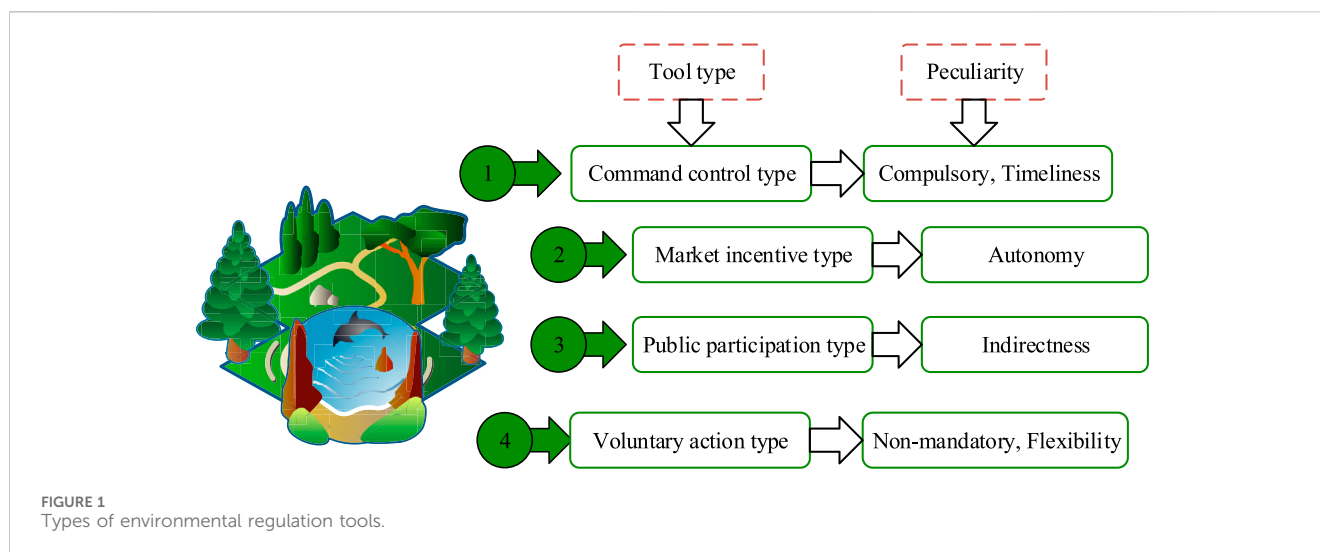 Tool type
Peculiarity
1
Command control type
Compulsory, Timeliness
2
Market incentive type
Autonomy
3
Public participation type
Indirectness
4
Voluntary action type
Non-mandatory, Flexibility
FIGURE 1
Types of environmental regulation tools.